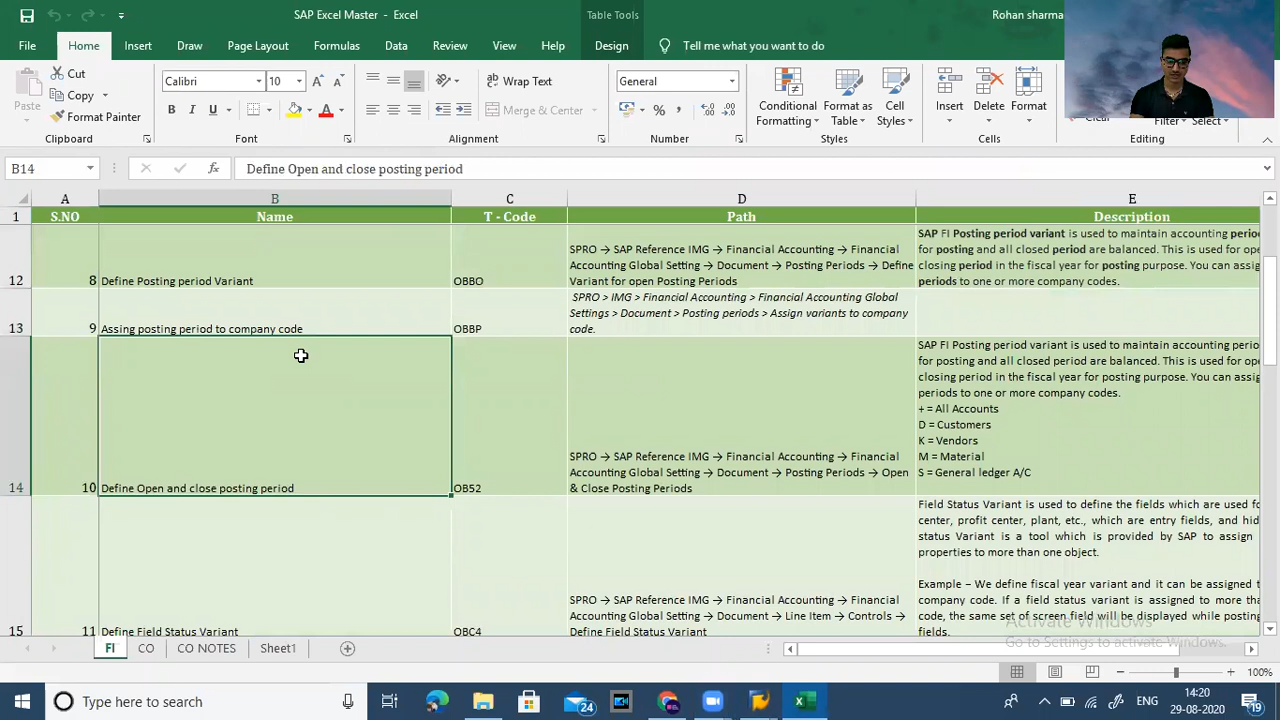 SAP Excel Master - Excel
Table Tools
Rohan sharma
File Home Insert Draw Page Layout Formulas Data Review View Help Design Tell me what you want to do
Paste
Cut
Copy
Format Painter
Clipboard
Calibri 10
B I U
Font
Wrap Text
Merge & Center
Alignment
General
Number
Conditional Formatting
Format as Table
Cell Styles
Styles
Insert Delete Format
Cells
Clear
Filter Select
Editing
B14 fx Define Open and close posting period
A B C D E
1 S.NO Name T - Code Path Description
12 8 Define Posting period Variant OBBO
SPRO → SAP Reference IMG → Financial Accounting → Financial
Accounting Global Setting → Document → Posting Periods → Define
Variant for open Posting Periods
SAP FI Posting period variant is used to maintain accounting perio
for posting and all closed period are balanced. This is used for ope
closing period in the fiscal year for posting purpose. You can assig
periods to one or more company codes.
13 9 Assing posting period to company code OBBP
SPRO > IMG > Financial Accounting > Financial Accounting Global
Settings > Document > Posting periods > Assign variants to company
code.
14 10 Define Open and close posting period OB52
SPRO → SAP Reference IMG → Financial Accounting → Financial
Accounting Global Setting → Document → Posting Periods → Open
& Close Posting Periods
SAP FI Posting period variant is used to maintain accounting perio
for posting and all closed period are balanced. This is used for ope
closing period in the fiscal year for posting purpose. You can assig
periods to one or more company codes.
+ = All Accounts
D = Customers
K = Vendors
M = Material
S = General ledger A/C
15 11 Define Field Status Variant OBC4
SPRO → SAP Reference IMG → Financial Accounting → Financial
Accounting Global Setting → Document → Line Item → Controls →
Define Field Status Variant
Field Status Variant is used to define the fields which are used fo
center, profit center, plant, etc., which are entry fields, and hid
status Variant is a tool which is provided by SAP to assign
properties to more than one object.
Example – We define fiscal year variant and it can be assigned t
company code. If a field status variant is assigned to more tha
code, the same set of screen field will be displayed while postin
fields.
Activate Windows
Go to Settings to activate Windows.
FI CO CO NOTES Sheet1
100%
Type here to search
24
ENG
14:20
29-08-2020
19